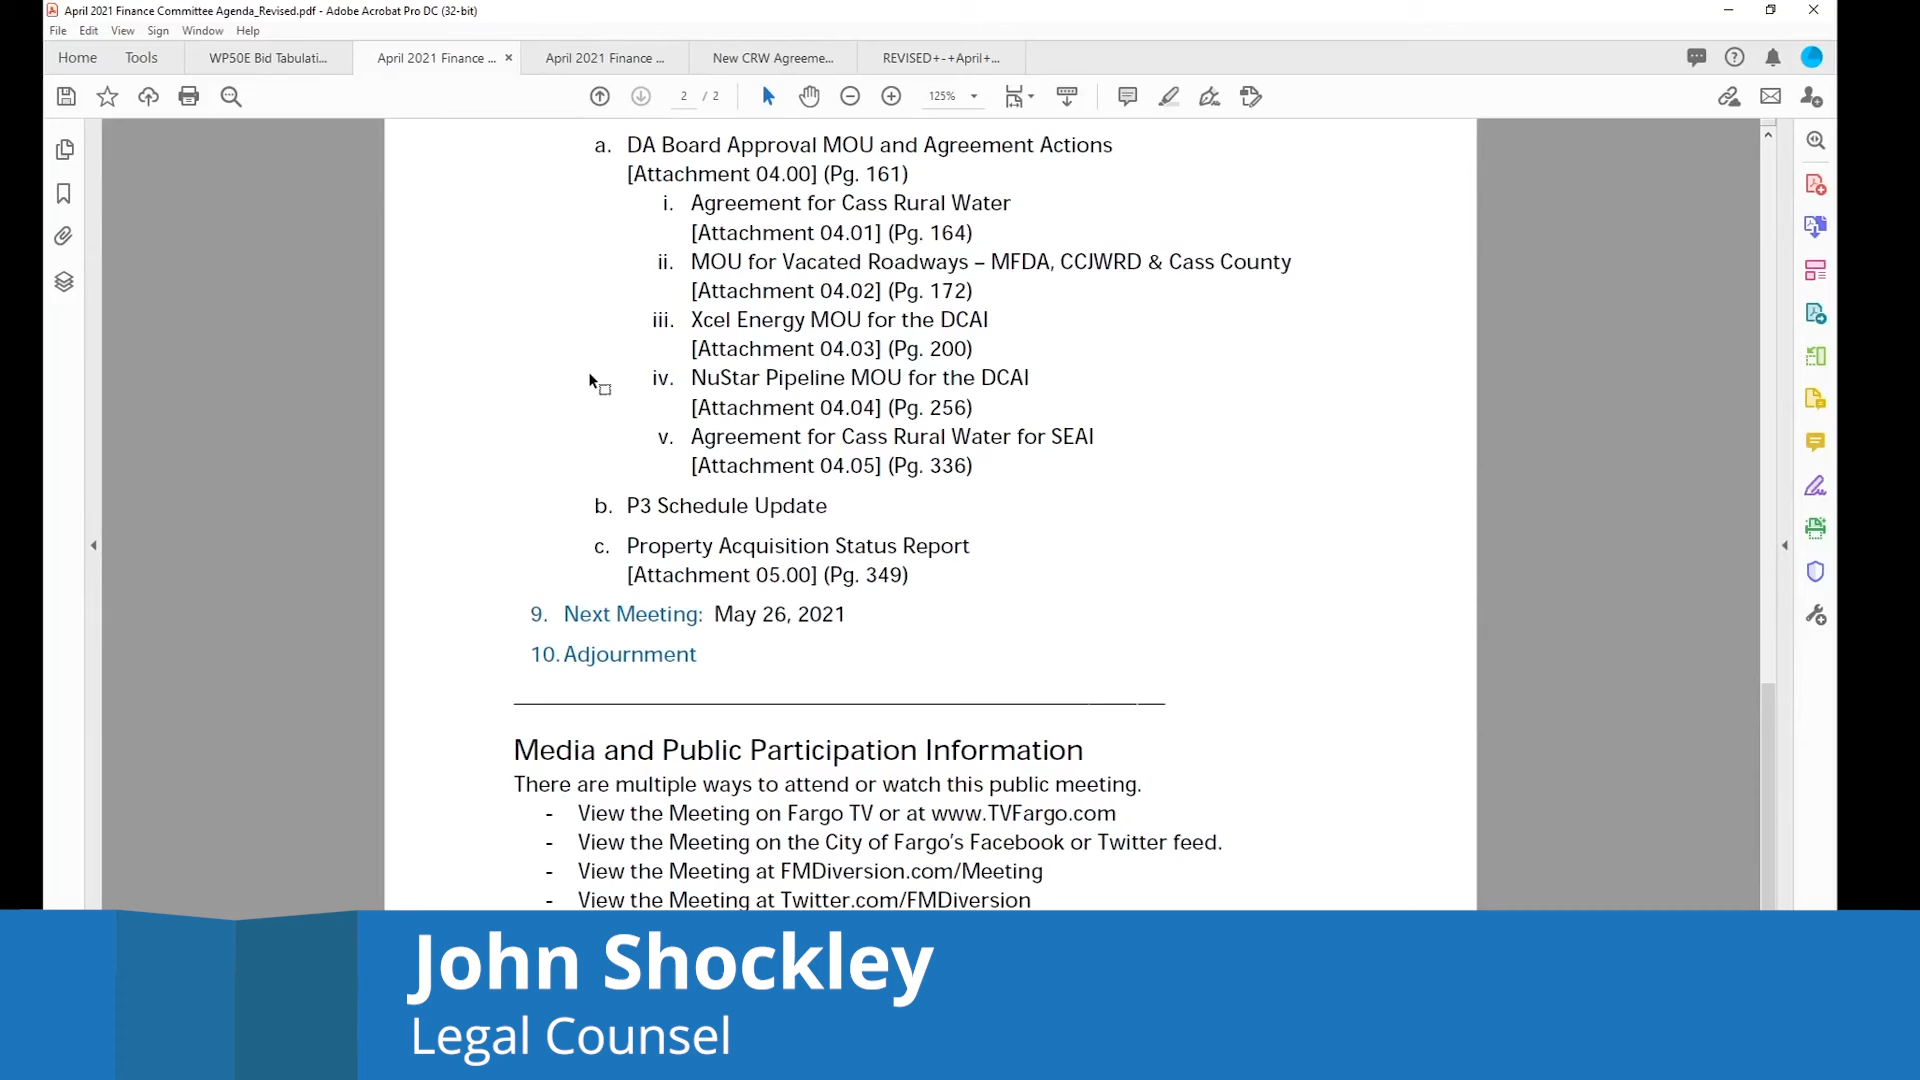 April 2021 Finance Committee Agenda_Revised.pdf - Adobe Acrobat Pro DC (32-bit)
File Edit View Sign Window Help
Home Tools WP50E Bid Tabulati... April 2021 Finance ... × April 2021 Finance ... New CRW Agreeme... REVISED+-+April+...
2 / 2 125%
a. DA Board Approval MOU and Agreement Actions
[Attachment 04.00] (Pg. 161)
i. Agreement for Cass Rural Water
[Attachment 04.01] (Pg. 164)
ii. MOU for Vacated Roadways – MFDA, CCJWRD & Cass County
[Attachment 04.02] (Pg. 172)
iii. Xcel Energy MOU for the DCAI
[Attachment 04.03] (Pg. 200)
iv. NuStar Pipeline MOU for the DCAI
[Attachment 04.04] (Pg. 256)
v. Agreement for Cass Rural Water for SEAI
[Attachment 04.05] (Pg. 336)
b. P3 Schedule Update
c. Property Acquisition Status Report
[Attachment 05.00] (Pg. 349)
9. Next Meeting: May 26, 2021
10. Adjournment
Media and Public Participation Information
There are multiple ways to attend or watch this public meeting.
- View the Meeting on Fargo TV or at www.TVFargo.com
- View the Meeting on the City of Fargo's Facebook or Twitter feed.
- View the Meeting at FMDiversion.com/Meeting
- View the Meeting at Twitter.com/FMDiversion
John Shockley
Legal Counsel